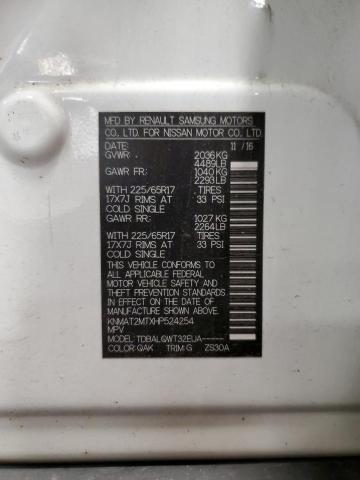 MFD BY RENAULT SAMSUNG MOTORS
CO., LTD. FOR NISSAN MOTOR CO., LTD.
DATE: 11 / 16
GVWR: 2036KG
4489LB
GAWR FR: 1040KG
2293LB
WITH 225/65R17 TIRES
17X7J RIMS AT 33 PSI
COLD SINGLE
GAWR RR: 1027KG
2264LB
WITH 225/65R17 TIRES
17X7J RIMS AT 33 PSI
COLD SINGLE
THIS VEHICLE CONFORMS TO
ALL APPLICABLE FEDERAL
MOTOR VEHICLE SAFETY, BUMPER,
AND THEFT PREVENTION STANDARDS
IN EFFECT ON THE DATE OF
MANUFACTURE SHOWN ABOVE.
KNMAT2MTXHP524254
MPV
MODEL: TDBALQWT32EUA-----
COLOR: QAK TRIM: G ZS30A